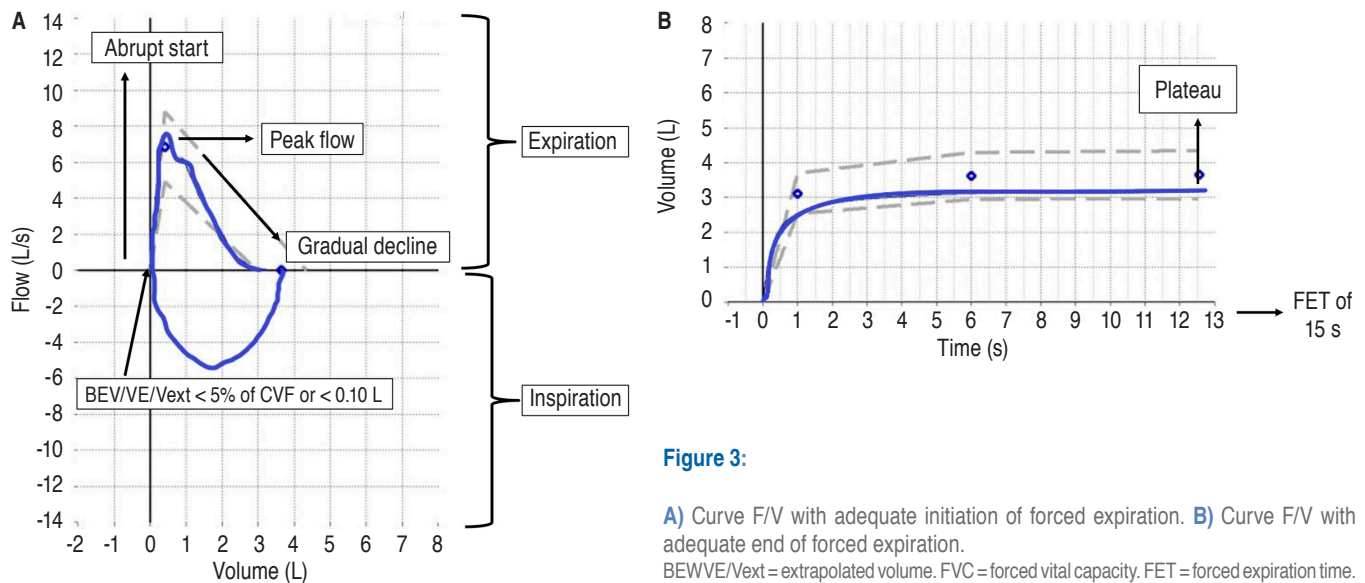 A
14
12
10
8
6
4
2
0
-2
-4
-6
-8
-10
-12
-14
Flow (L/s)
-2 -1 0 1 2 3 4 5 6 7 8
Volume (L)
Abrupt start
Peak flow
Gradual decline
BEV/VE/Vext < 5% of CVF or < 0.10 L
Expiration
Inspiration
B
8
7
6
5
4
3
2
1
0
Volume (L)
-1 0 1 2 3 4 5 6 7 8 9 10 11 12 13
Time (s)
Plateau
FET of
15 s
Figure 3:
A) Curve F/V with adequate initiation of forced expiration. B) Curve F/V with
adequate end of forced expiration.
BEWVE/Vext = extrapolated volume. FVC = forced vital capacity. FET = forced expiration time.